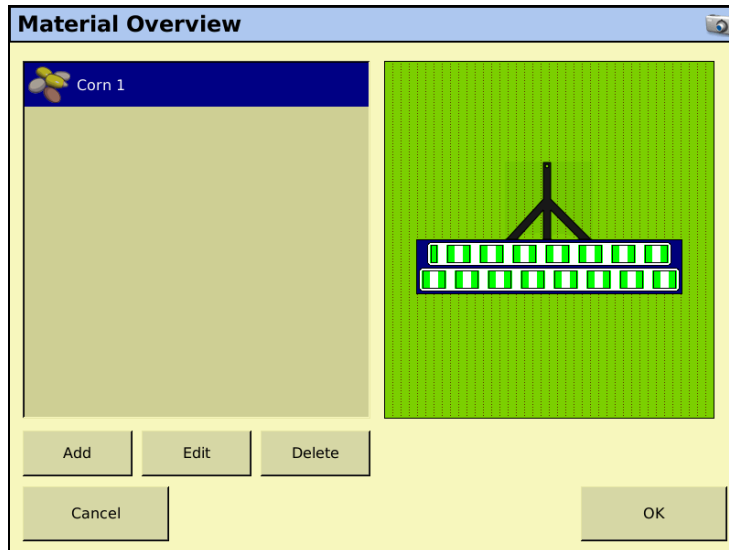 Material Overview
Corn 1
Add
Edit
Delete
Cancel
OK